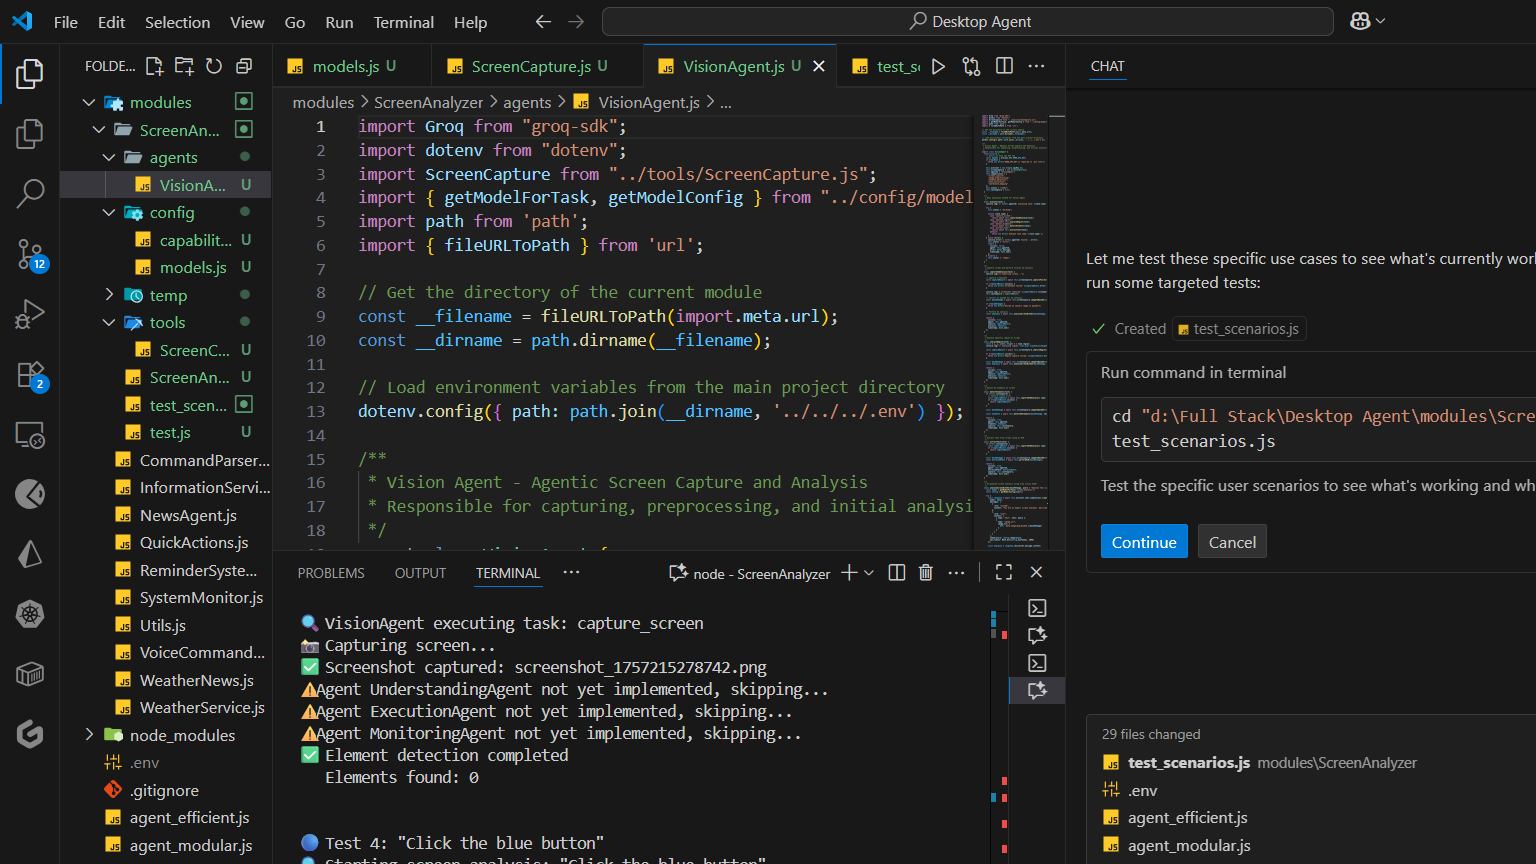 File Edit Selection View Go Run Terminal Help
Desktop Agent
FOLDE...
modules
ScreenAn...
agents
VisionA... U
config
capabilit... U
models.js U
temp
tools
ScreenC... U
ScreenAn... U
test_scen...
test.js U
CommandParser...
InformationServi...
NewsAgent.js
QuickActions.js
ReminderSyste...
SystemMonitor.js
Utils.js
VoiceCommand...
WeatherNews.js
WeatherService.js
node_modules
.env
.gitignore
agent_efficient.js
agent_modular.js
12
2
models.js U
ScreenCapture.js U
VisionAgent.js U
test_sc
modules > ScreenAnalyzer > agents > VisionAgent.js > ...
1 import Groq from "groq-sdk";
2 import dotenv from "dotenv";
3 import ScreenCapture from "../tools/ScreenCapture.js";
4 import { getModelForTask, getModelConfig } from "../config/model
5 import path from 'path';
6 import { fileURLToPath } from 'url';
7
8 // Get the directory of the current module
9 const __filename = fileURLToPath(import.meta.url);
10 const __dirname = path.dirname(__filename);
11
12 // Load environment variables from the main project directory
13 dotenv.config({ path: path.join(__dirname, '../../../.env') });
14
15 /**
16 * Vision Agent - Agentic Screen Capture and Analysis
17 * Responsible for capturing, preprocessing, and initial analysi
18 */
PROBLEMS OUTPUT TERMINAL ...
node - ScreenAnalyzer
VisionAgent executing task: capture_screen
Capturing screen...
Screenshot captured: screenshot_1757215278742.png
Agent UnderstandingAgent not yet implemented, skipping...
Agent ExecutionAgent not yet implemented, skipping...
Agent MonitoringAgent not yet implemented, skipping...
Element detection completed
Elements found: 0
Test 4: "Click the blue button"
Starting screen analysis: "Click the blue button"
CHAT
Let me test these specific use cases to see what's currently wor
run some targeted tests:
Created test_scenarios.js
Run command in terminal
cd "d:\Full Stack\Desktop Agent\modules\Scre
test_scenarios.js
Test the specific user scenarios to see what's working and wh
Continue Cancel
29 files changed
test_scenarios.js modules\ScreenAnalyzer
.env
agent_efficient.js
agent_modular.js